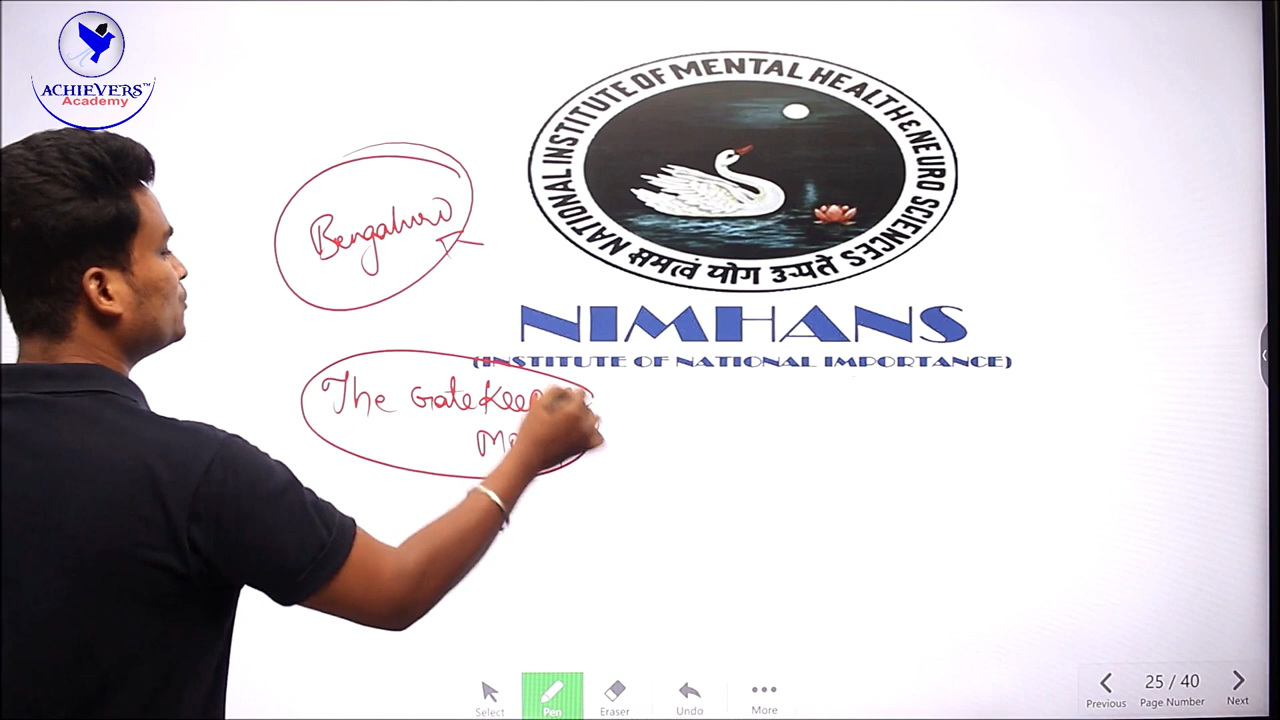 ACHIEVERS™
Academy
NATIONAL INSTITUTE OF MENTAL HEALTH & NEURO SCIENCES
समत्वं योग उच्यते
Bengaluru
NIMHANS
(INSTITUTE OF NATIONAL IMPORTANCE)
The
Select
Pen
Eraser
Undo
More
25 / 40
Previous
Page Number
Next